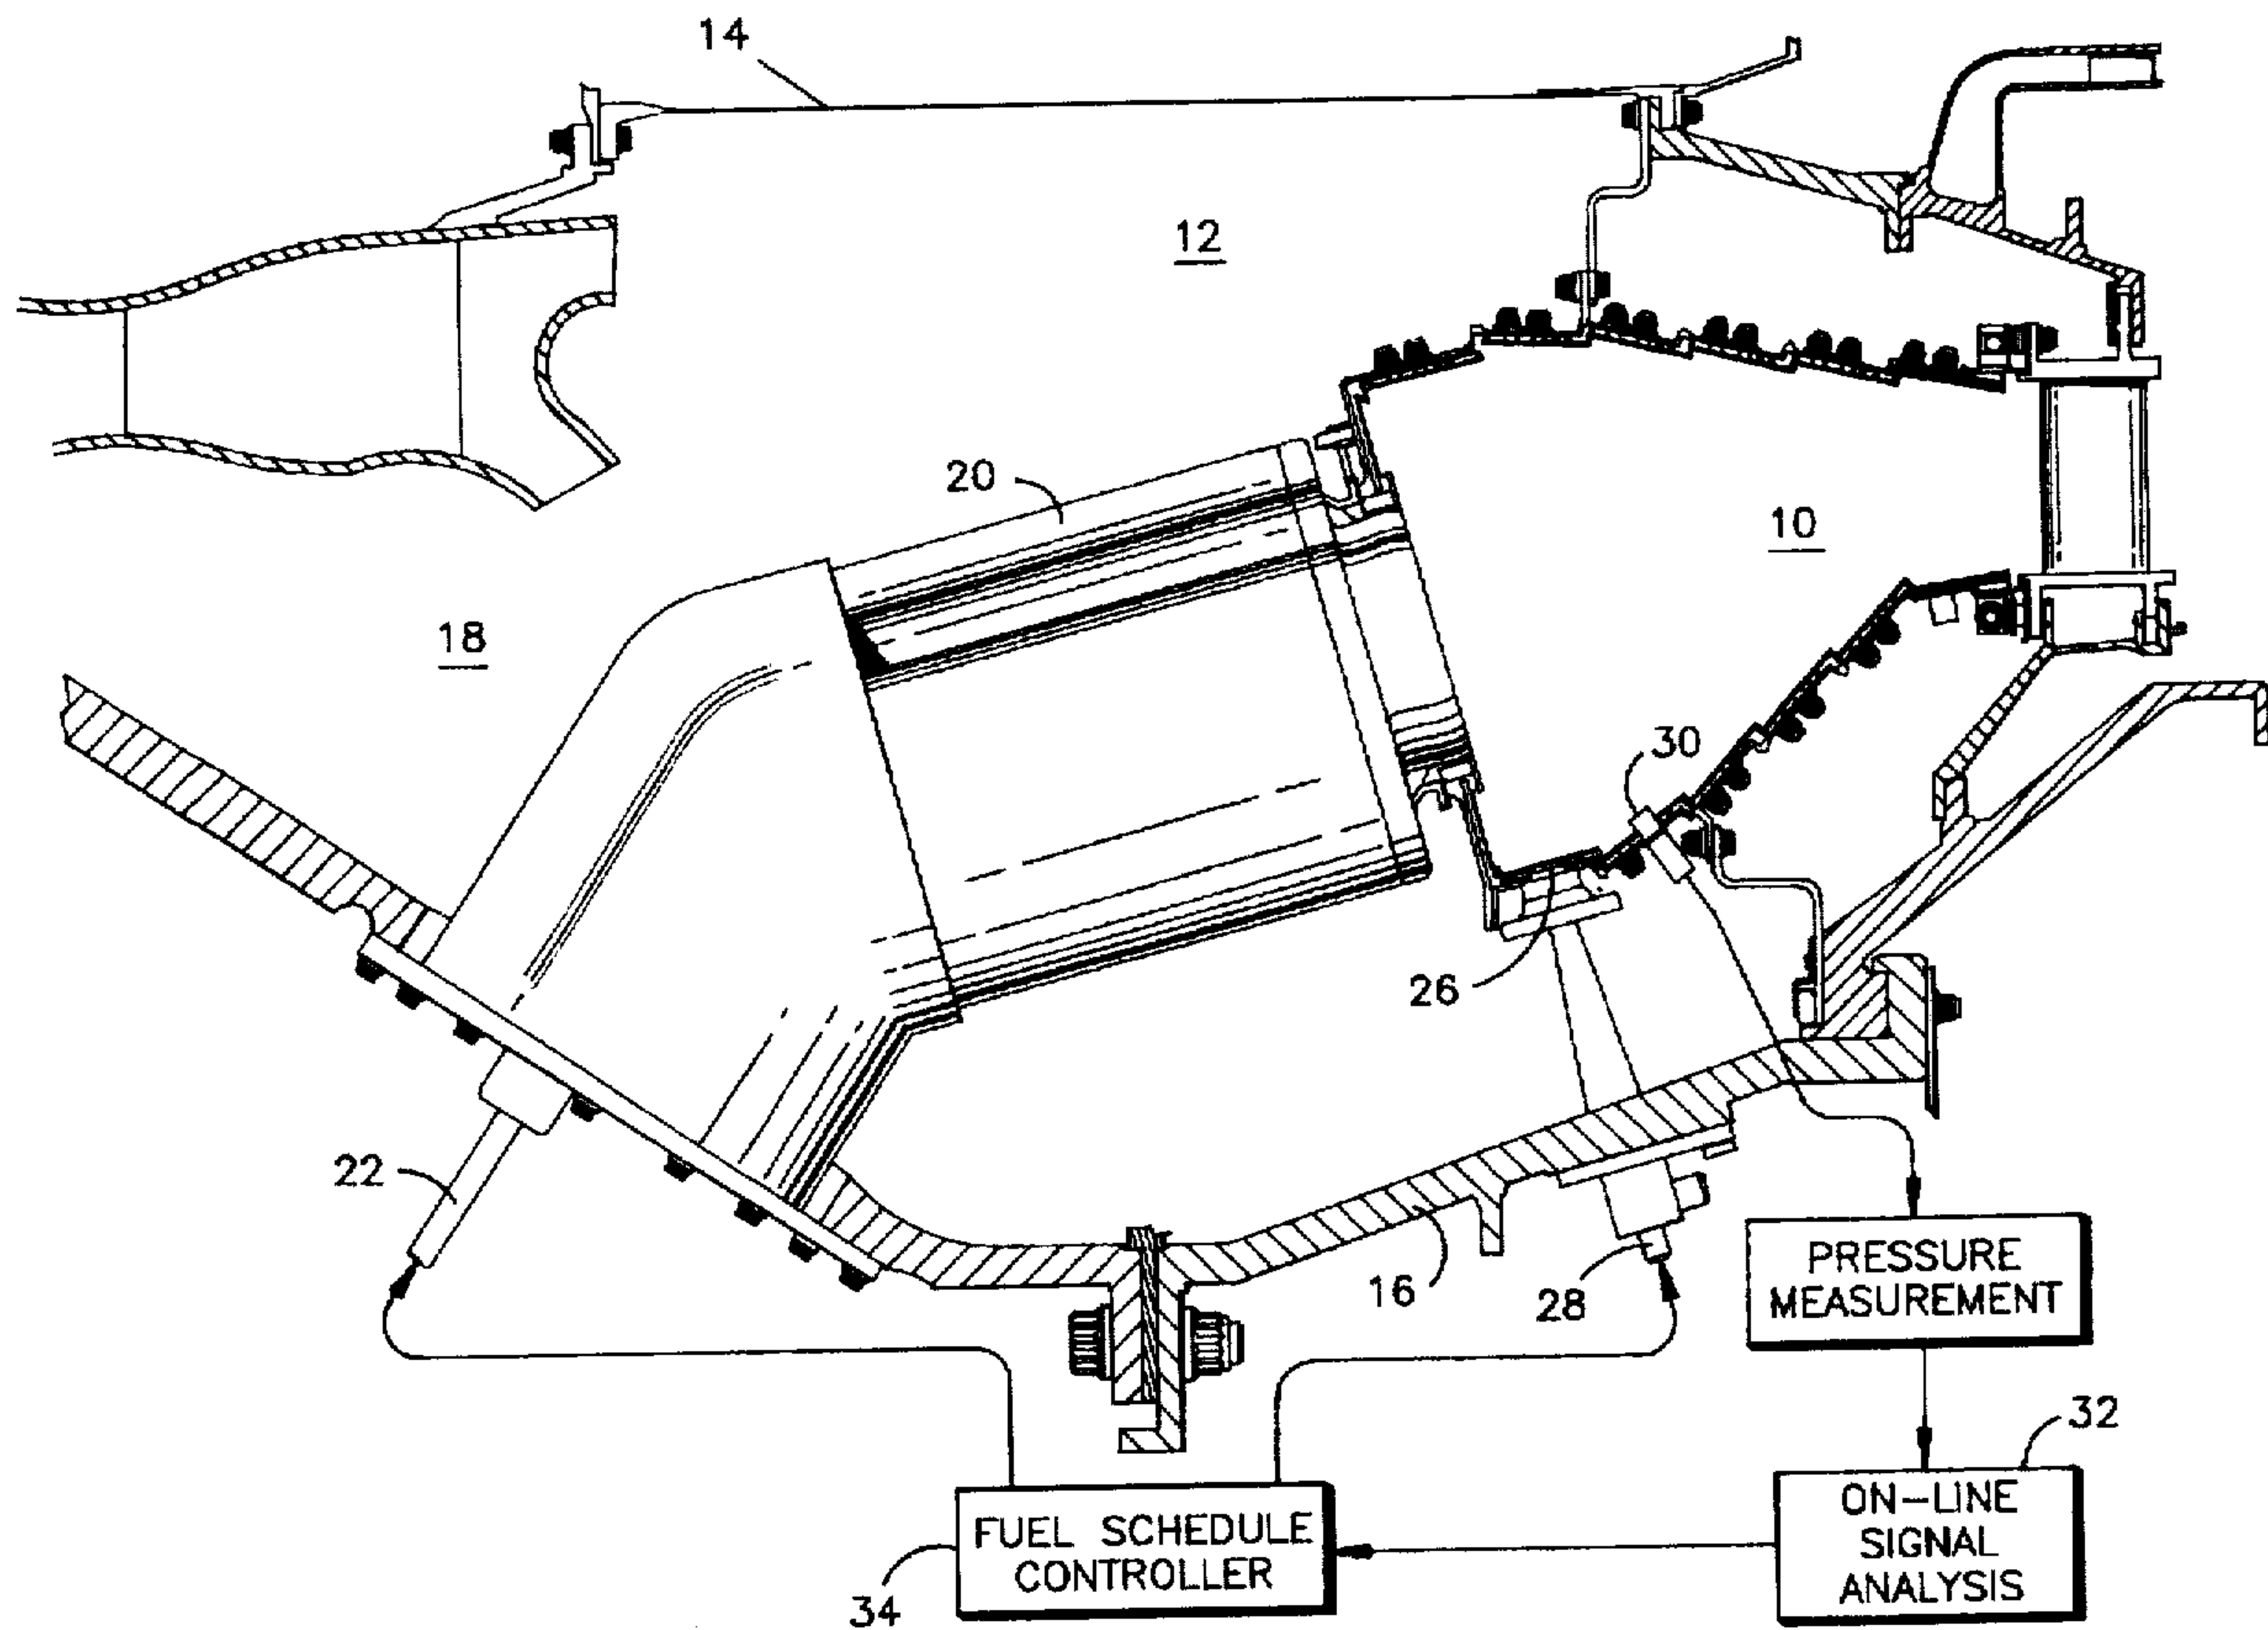 14
12
20
10
18
30
26
22
16
28
PRESSURE
MEASUREMENT
32
ON-LINE
SIGNAL
ANALYSIS
FUEL SCHEDULE
CONTROLLER
34